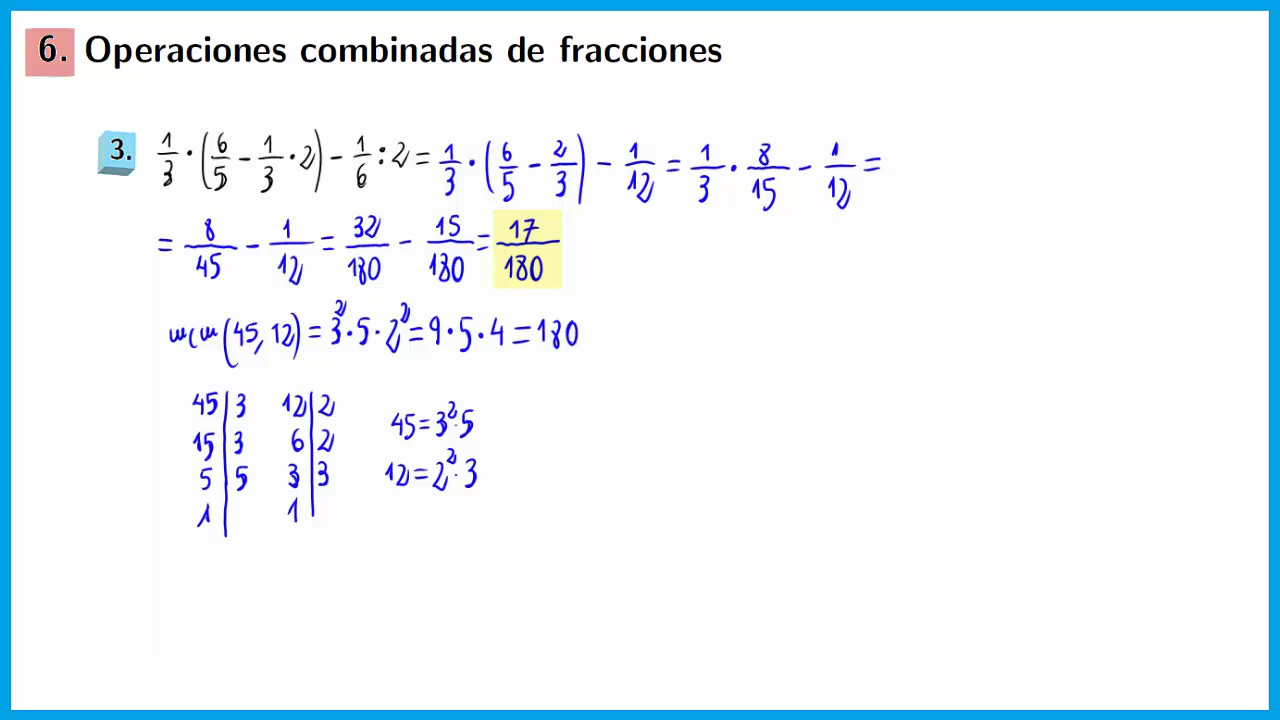 6. Operaciones combinadas de fracciones
3. 1/3 · (6/5 − 1/3 · 2) − 1/6 : 2 = 1/3 · (6/5 − 2/3) − 1/12 = 1/3 · 8/15 − 1/12 =
= 8/45 − 1/12 = 32/180 − 15/180 = 17/180
mcm(45, 12) = 3² · 5 · 2² = 9 · 5 · 4 = 180
45 | 3 12 | 2
15 | 3 6 | 2 45 = 3² · 5
5 | 5 3 | 3 12 = 2² · 3
1 | 1 |